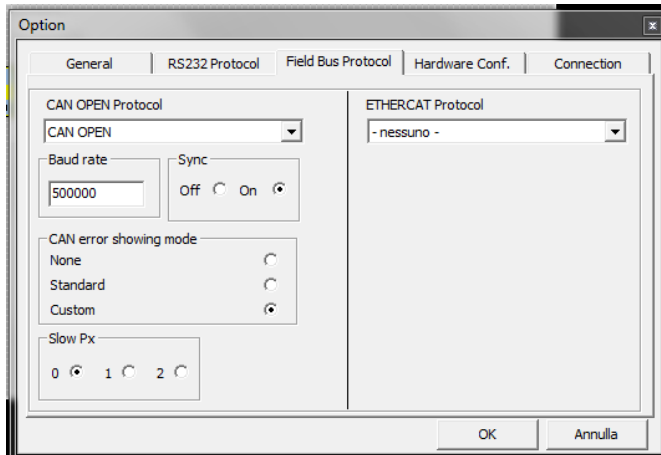 Option
General RS232 Protocol Field Bus Protocol Hardware Conf. Connection
CAN OPEN Protocol
CAN OPEN
Baud rate
500000
Sync
Off On
CAN error showing mode
None
Standard
Custom
Slow Px
0 1 2
ETHERCAT Protocol
- nessuno -
OK Annulla